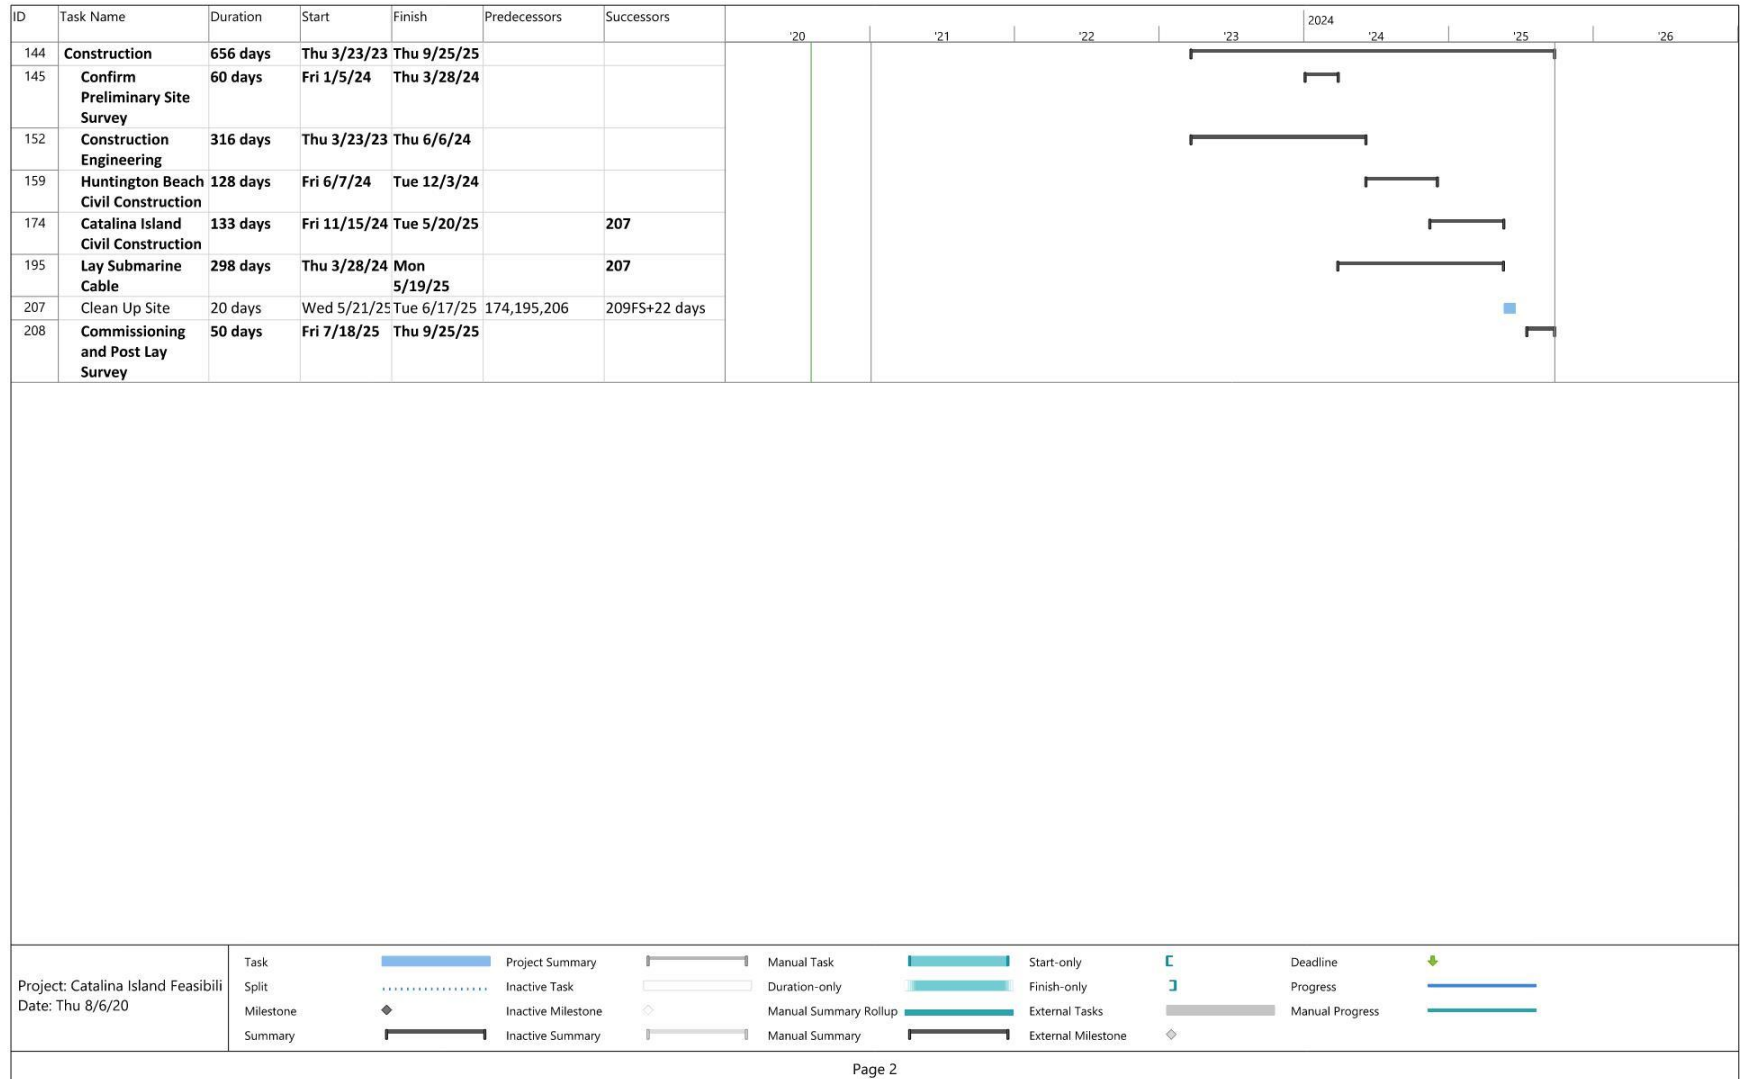 ID Task Name Duration Start Finish Predecessors Successors
2024
'20 '21 '22 '23 '24 '25 '26
144 Construction 656 days Thu 3/23/23 Thu 9/25/25
145 Confirm 60 days Fri 1/5/24 Thu 3/28/24
Preliminary Site
Survey
152 Construction 316 days Thu 3/23/23 Thu 6/6/24
Engineering
159 Huntington Beach 128 days Fri 6/7/24 Tue 12/3/24
Civil Construction
174 Catalina Island 133 days Fri 11/15/24 Tue 5/20/25 207
Civil Construction
195 Lay Submarine 298 days Thu 3/28/24 Mon 207
Cable 5/19/25
207 Clean Up Site 20 days Wed 5/21/25 Tue 6/17/25 174,195,206 209FS+22 days
208 Commissioning 50 days Fri 7/18/25 Thu 9/25/25
and Post Lay
Survey
Project: Catalina Island Feasibili
Date: Thu 8/6/20
Task Project Summary Manual Task Start-only Deadline
Split Inactive Task Duration-only Finish-only Progress
Milestone Inactive Milestone Manual Summary Rollup External Tasks Manual Progress
Summary Inactive Summary Manual Summary External Milestone
Page 2